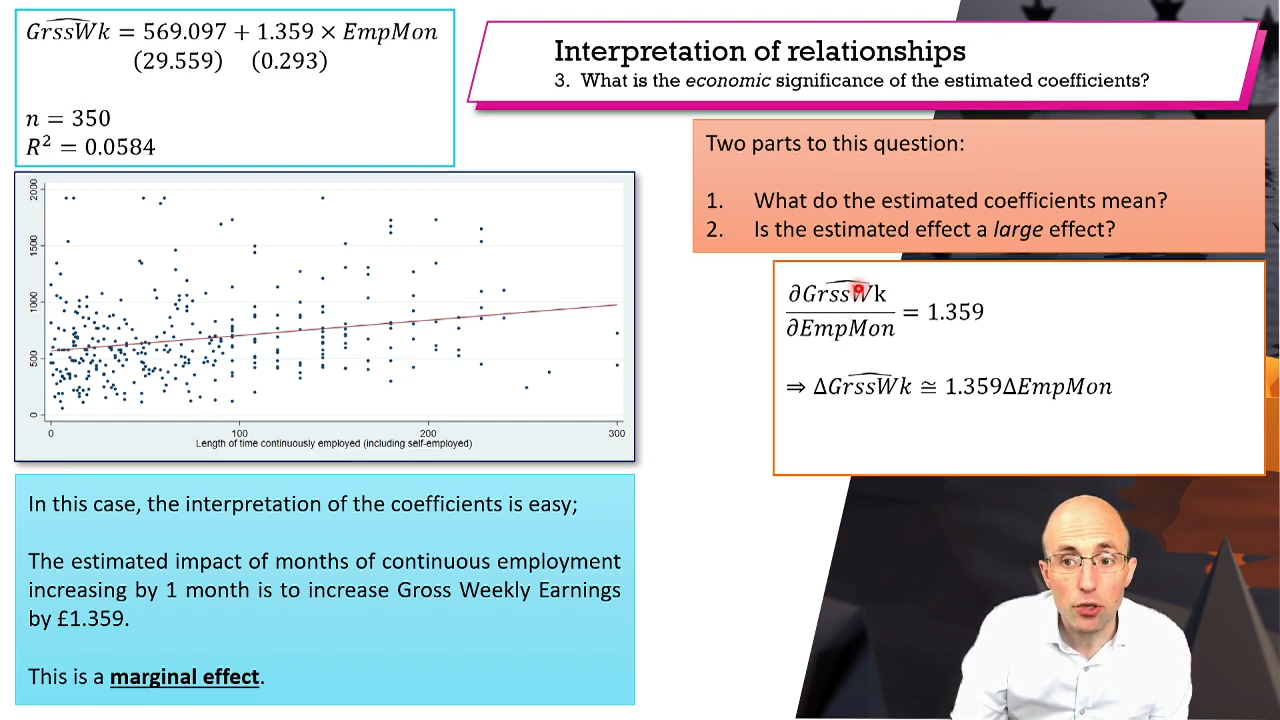 GrssWk = 569.097 + 1.359 × EmpMon
(29.559) (0.293)
n = 350
R² = 0.0584
Interpretation of relationships
3. What is the economic significance of the estimated coefficients?
Two parts to this question:
1. What do the estimated coefficients mean?
2. Is the estimated effect a large effect?
2000
1500
1000
500
0
0 100 200 300
Length of time continuously employed (including self-employed)
∂GrssWk
∂EmpMon = 1.359
⇒ ΔGrssWk ≅ 1.359ΔEmpMon
In this case, the interpretation of the coefficients is easy;
The estimated impact of months of continuous employment
increasing by 1 month is to increase Gross Weekly Earnings
by £1.359.
This is a marginal effect.